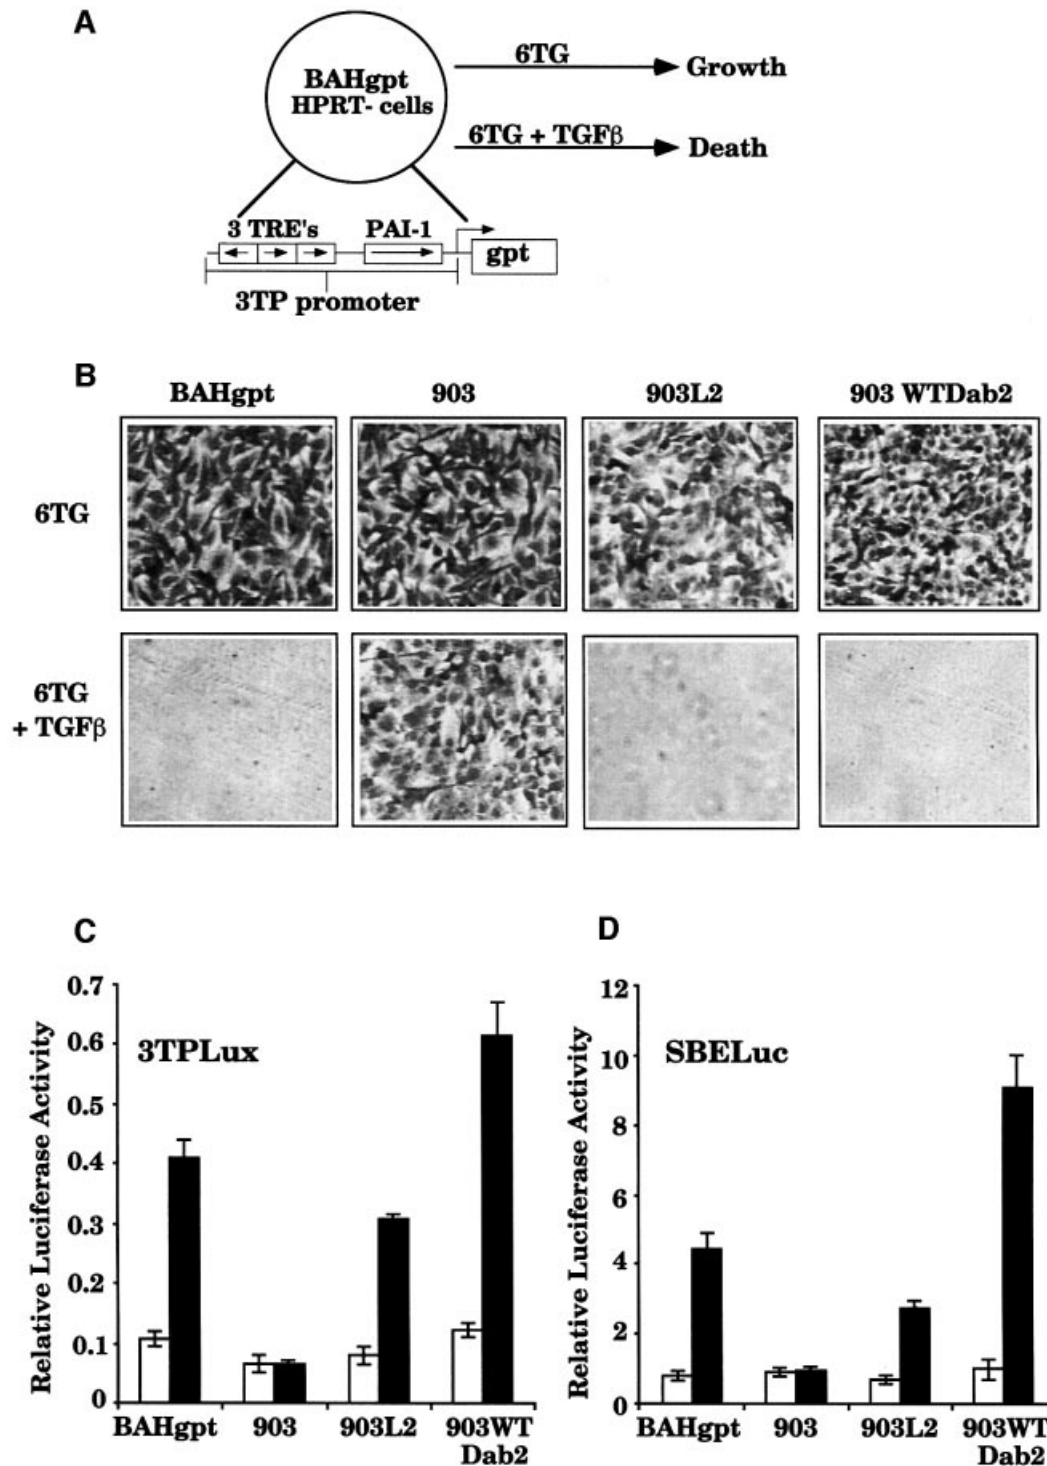 A
BAHgpt
HPRT- cells
6TG
Growth
6TG + TGFβ
Death
3 TRE's
PAI-1
gpt
3TP promoter
B
BAHgpt
903
903L2
903 WTDab2
6TG
6TG
+ TGFβ
C
3TPLux
Relative Luciferase Activity
0.7
0.6
0.5
0.4
0.3
0.2
0.1
0
BAHgpt
903
903L2
903WT
Dab2
D
SBELuc
Relative Luciferase Activity
12
10
8
6
4
2
0
BAHgpt
903
903L2
903WT
Dab2